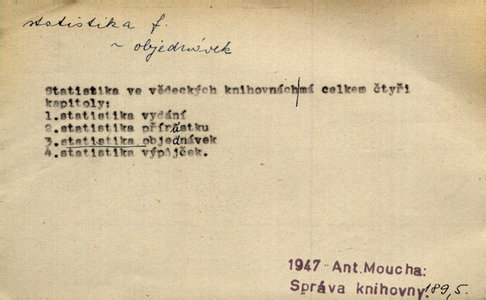 statistika f.
~ objednávek
Statistika ve vědeckých knihovnách má celkem čtyři
kapitoly:
1.statistika vydání
2.statistika přírůstku
3.statistika objednávek
4.statistika výpůjček.
1947 Ant.Moucha:
Správa knihovny 189,5.